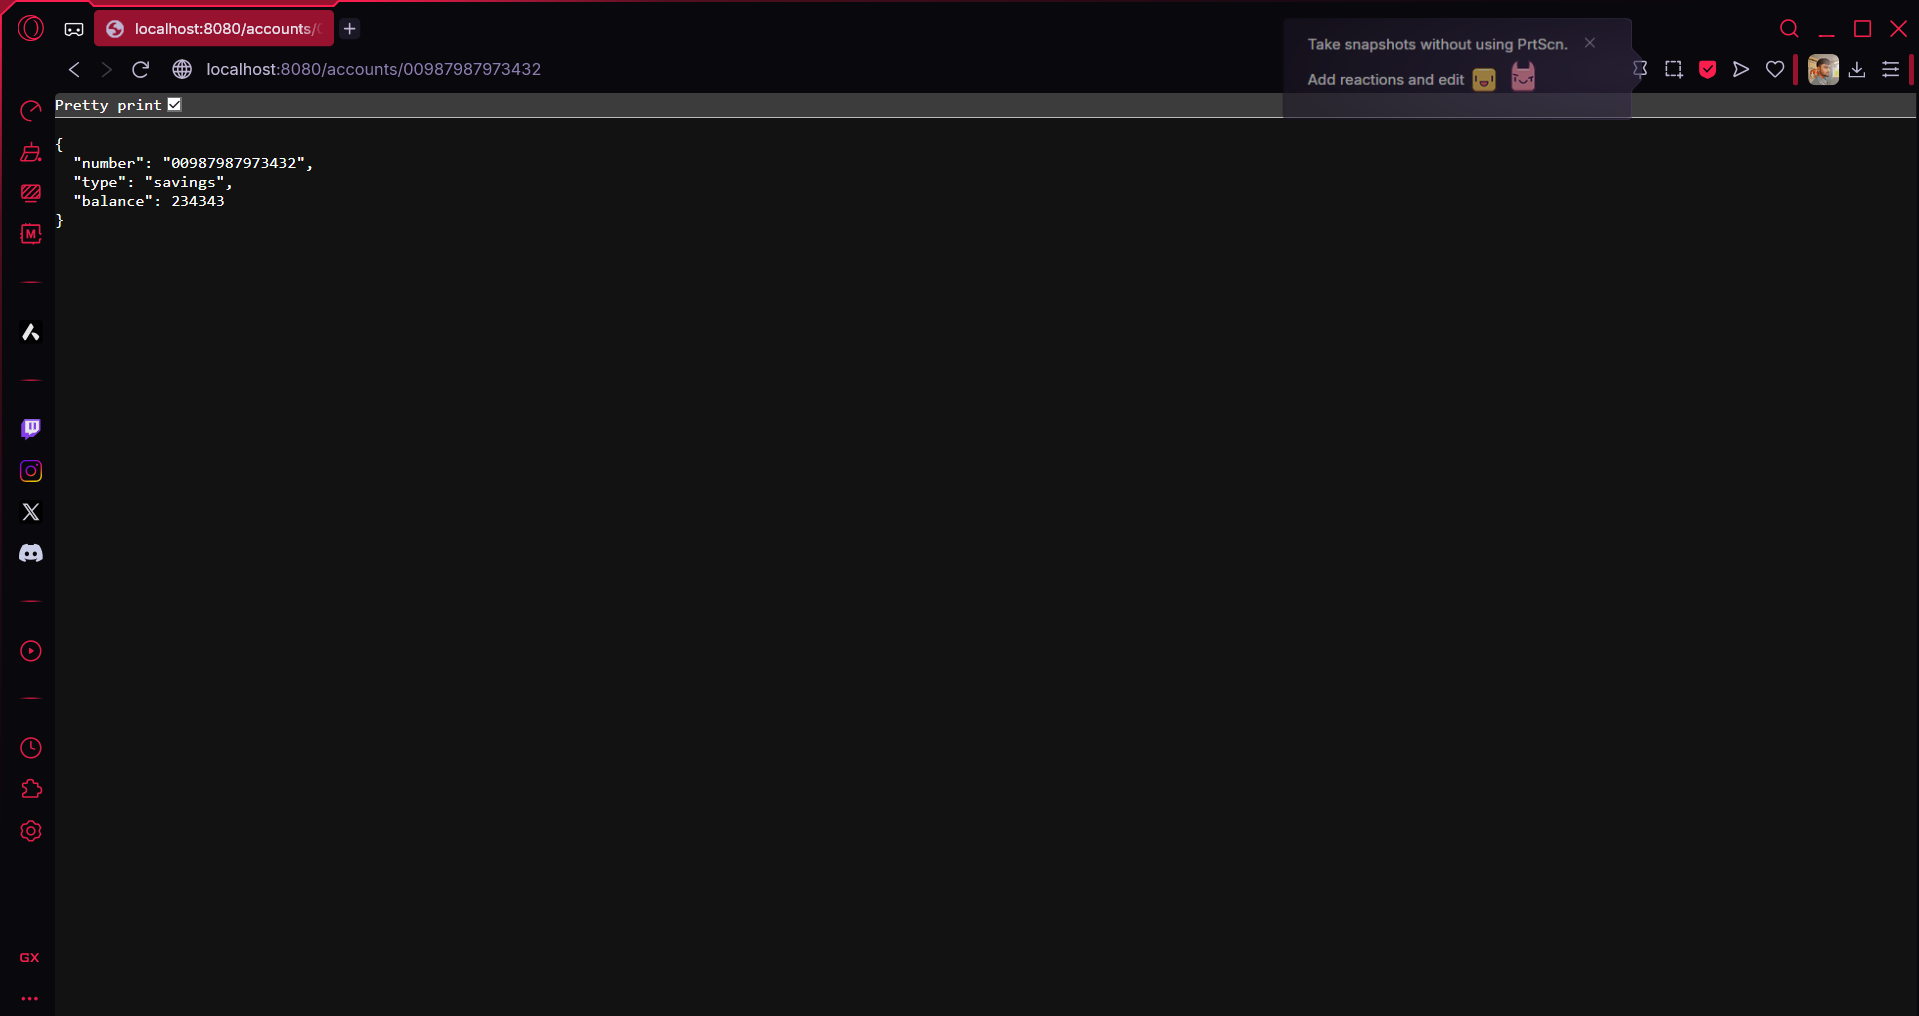 localhost:8080/accounts/
Take snapshots without using PrtScn.
Add reactions and edit
localhost:8080/accounts/00987987973432
Pretty print
{
"number": "00987987973432",
"type": "savings",
"balance": 234343
}
M
GX